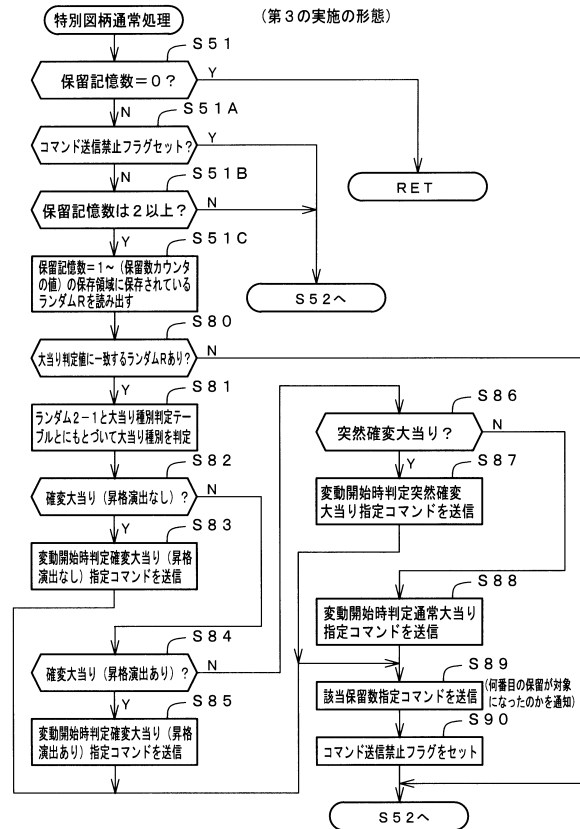 特別図柄通常処理
(第3の実施の形態)
S51
保留記憶数=0?
Y
N
S51A
コマンド送信禁止フラグセット?
Y
N
S51B
保留記憶数は2以上?
N
Y
RET
S51C
保留記憶数=1~(保留数カウンタ
の値)の保存領域に保存されている
ランダムRを読み出す
S52へ
S80
大当り判定値に一致するランダムRあり?
N
Y
S81
ランダム2-1と大当り種別判定テー
ブルとにもとづいて大当り種別を判定
S82
確変大当り(昇格演出なし)?
N
Y
S83
変動開始時判定確変大当り(昇格
演出なし)指定コマンドを送信
S84
確変大当り(昇格演出あり)?
N
Y
S85
変動開始時判定確変大当り(昇格
演出あり)指定コマンドを送信
S86
突然確変大当り?
N
Y
S87
変動開始時判定突然確変
大当り指定コマンドを送信
S88
変動開始時判定通常大当り
指定コマンドを送信
S89
該当保留数指定コマンドを送信
(何番目の保留が対象
になったのかを通知)
S90
コマンド送信禁止フラグをセット
S52へ